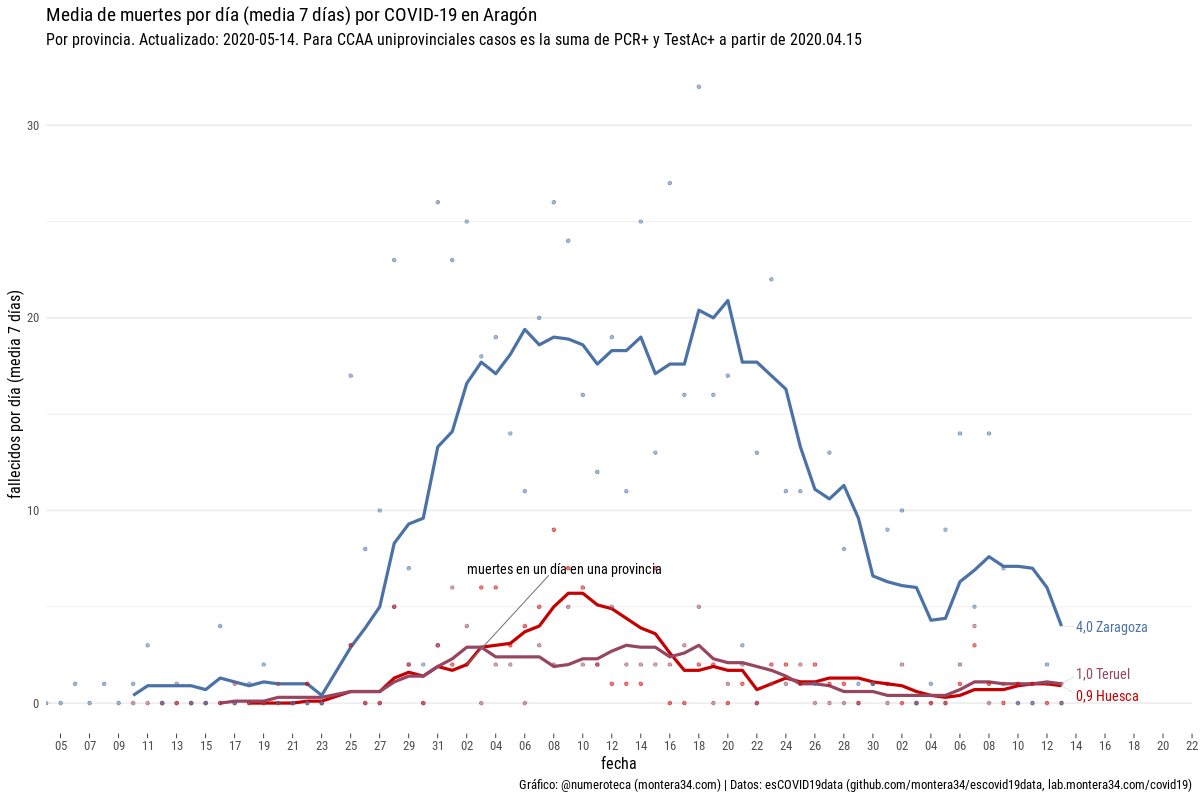 Media de muertes por día (media 7 días) por COVID-19 en Aragón
Por provincia. Actualizado: 2020-05-14. Para CCAA uniprovinciales casos es la suma de PCR+ y TestAc+ a partir de 2020.04.15
fallecidos por día (media 7 días)
30
20
10
0
muertes en un día en una provincia
4,0 Zaragoza
1,0 Teruel
0,9 Huesca
05 07 09 11 13 15 17 19 21 23 25 27 29 31 02 04 06 08 10 12 14 16 18 20 22 24 26 28 30 02 04 06 08 10 12 14 16 18 20 22
fecha
Gráfico: @numeroteca (montera34.com) | Datos: esCOVID19data (github.com/montera34/escovid19data, lab.montera34.com/covid19)